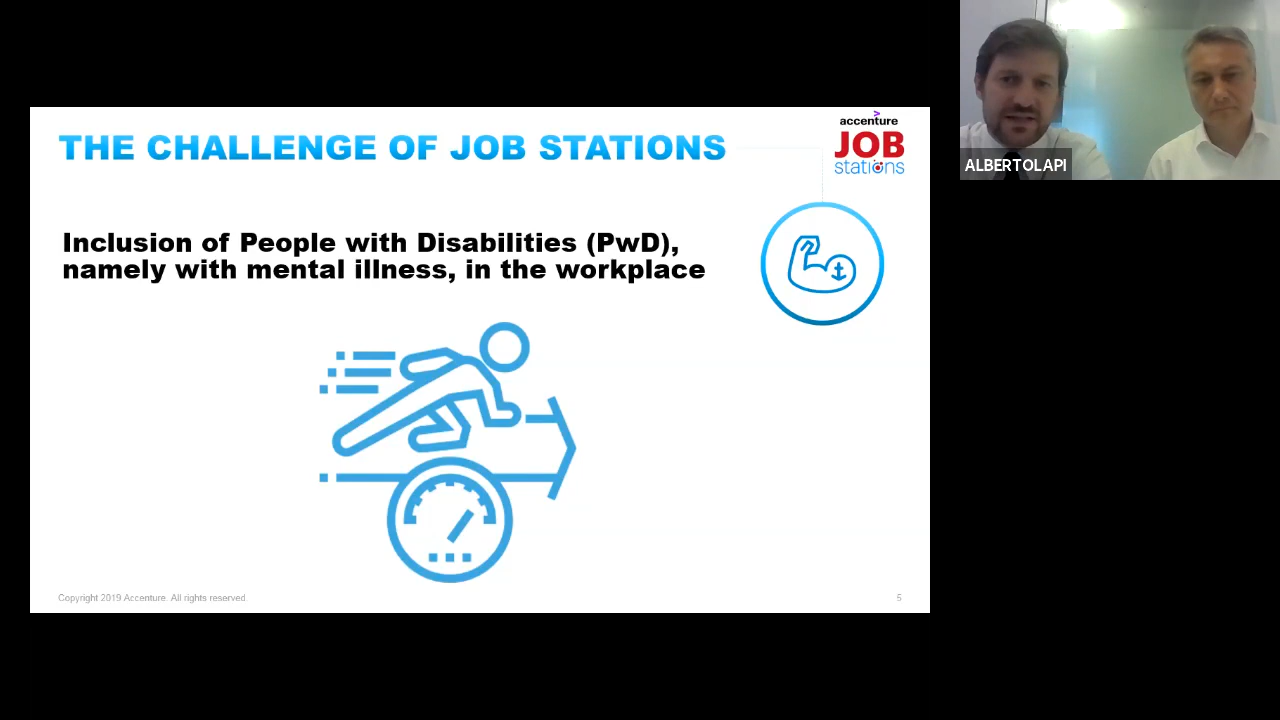 THE CHALLENGE OF JOB STATIONS
>
accenture
JOB
stations
Inclusion of People with Disabilities (PwD),
namely with mental illness, in the workplace
Copyright 2019 Accenture. All rights reserved.
5
ALBERTOLAPI